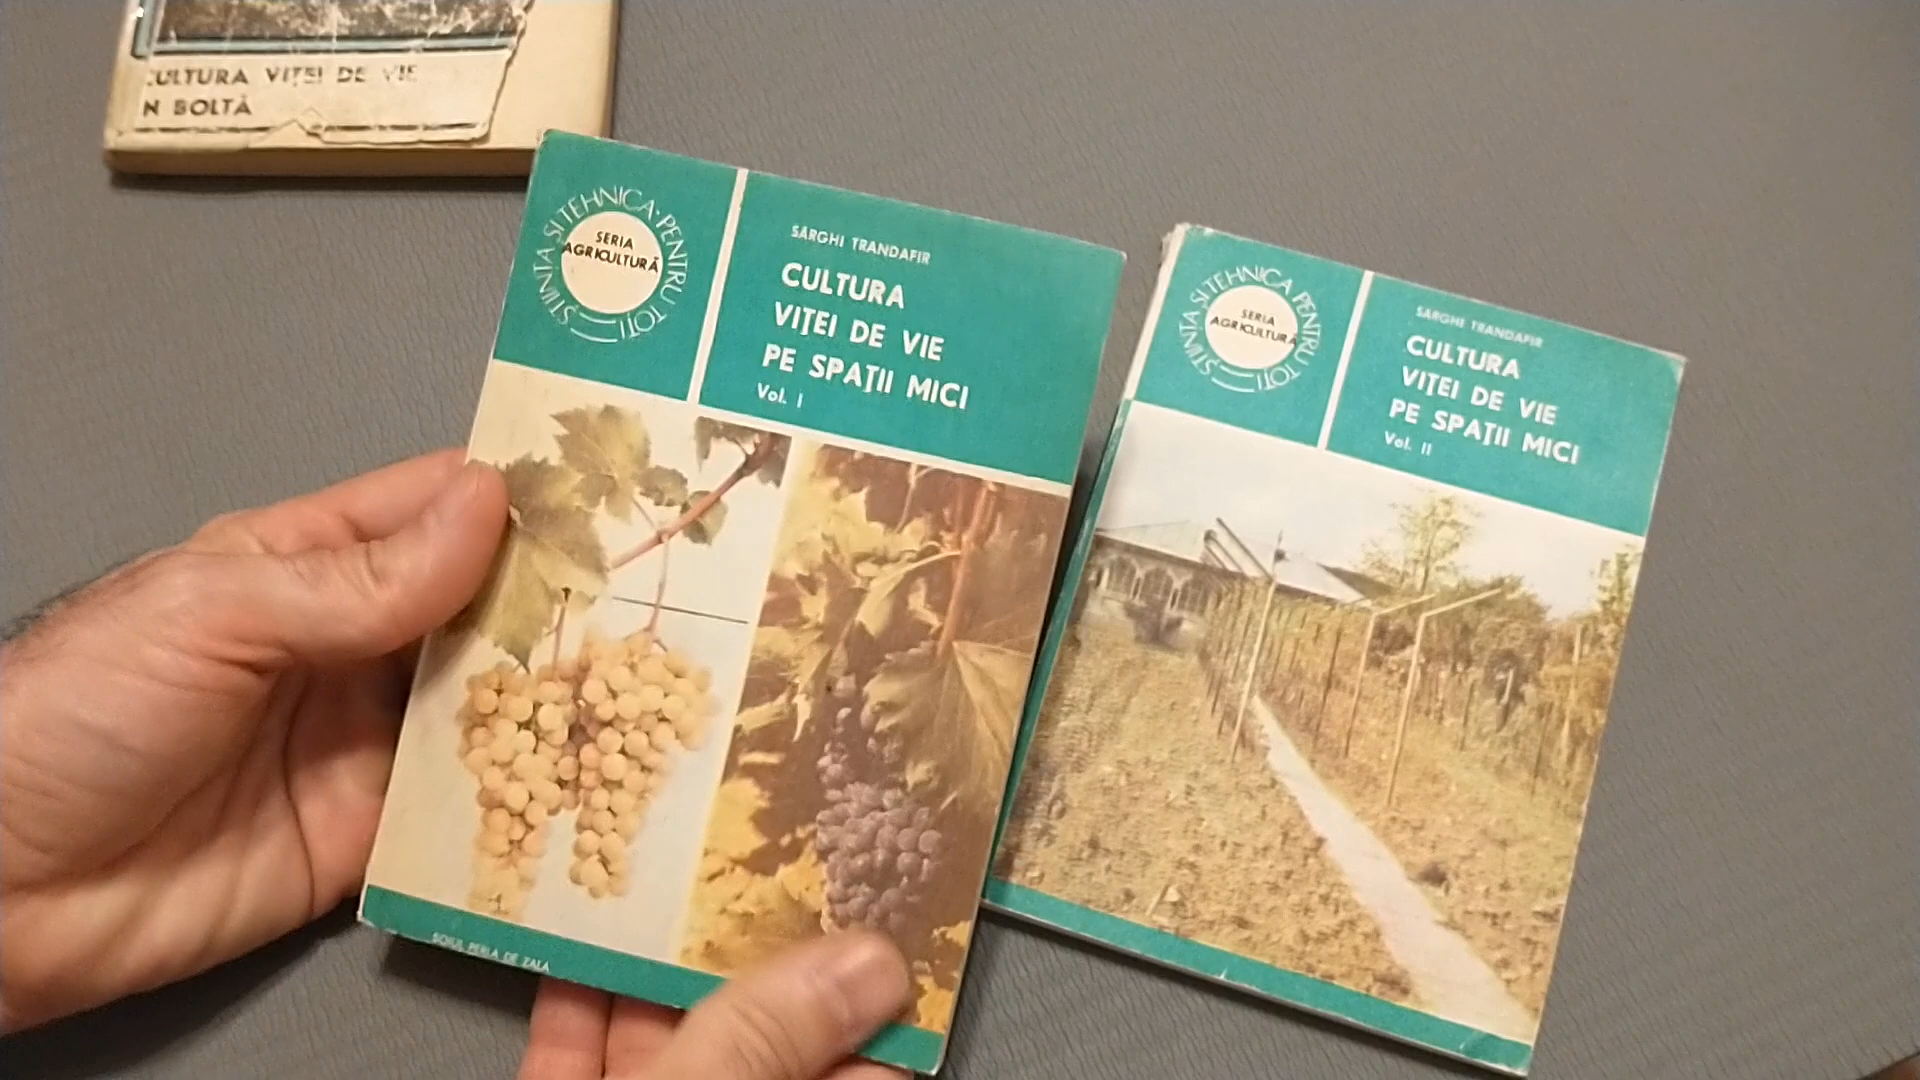 CULTURA VIȚEI DE VIE
N BOLTĂ
ȘTIINȚA ȘI TEHNICA PENTRU TOȚI
SERIA
AGRICULTURĂ
SÂRGHI TRANDAFIR
CULTURA
VIȚEI DE VIE
PE SPAȚII MICI
Vol. I
SOIUL PERLA DE ZALA
ȘTIINȚA ȘI TEHNICA PENTRU TOȚI
SERIA
AGRICULTURĂ
SÂRGHI TRANDAFIR
CULTURA
VIȚEI DE VIE
PE SPAȚII MICI
Vol. II